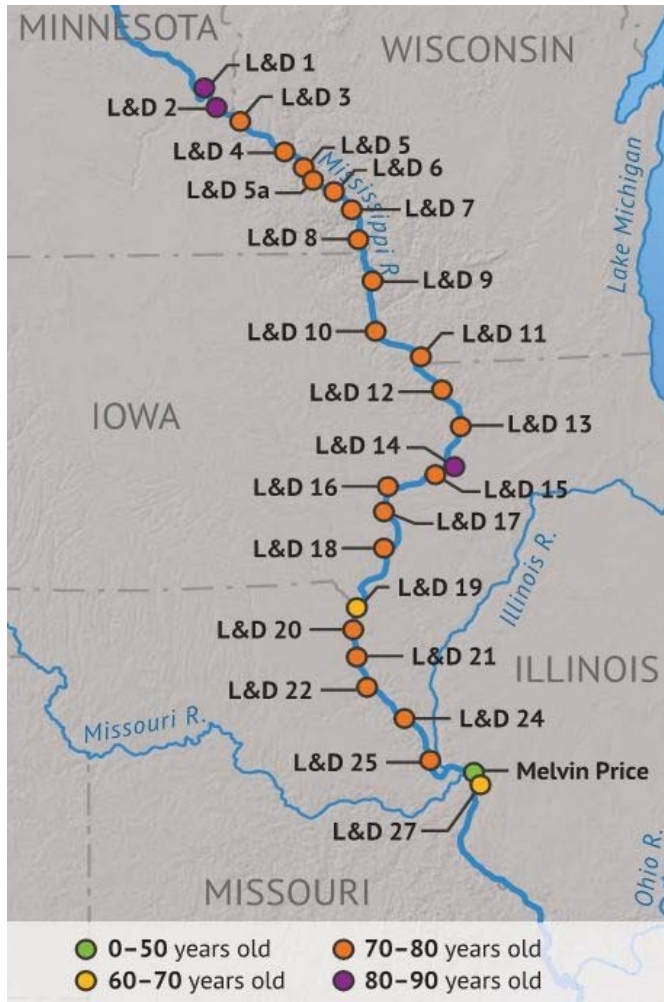 MINNESOTA
WISCONSIN
L&D 1
L&D 2
L&D 3
L&D 4
L&D 5
L&D 5a
L&D 6
Mississippi R.
L&D 7
L&D 8
L&D 9
Lake Michigan
L&D 10
L&D 11
L&D 12
IOWA
L&D 13
L&D 14
L&D 15
L&D 16
L&D 17
L&D 18
Illinois R.
L&D 19
L&D 20
L&D 21
ILLINOIS
L&D 22
L&D 24
Missouri R.
L&D 25
Melvin Price
L&D 27
Ohio R.
MISSOURI
0–50 years old
70–80 years old
60–70 years old
80–90 years old